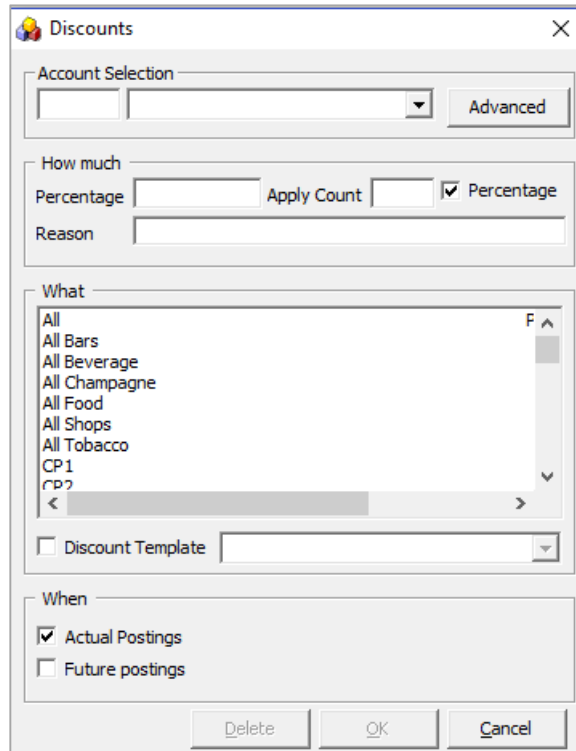 Discounts
Account Selection
Advanced
How much
Percentage Apply Count Percentage
Reason
What
All P
All Bars
All Beverage
All Champagne
All Food
All Shops
All Tobacco
CP1
CP2
Discount Template
When
Actual Postings
Future postings
Delete OK Cancel